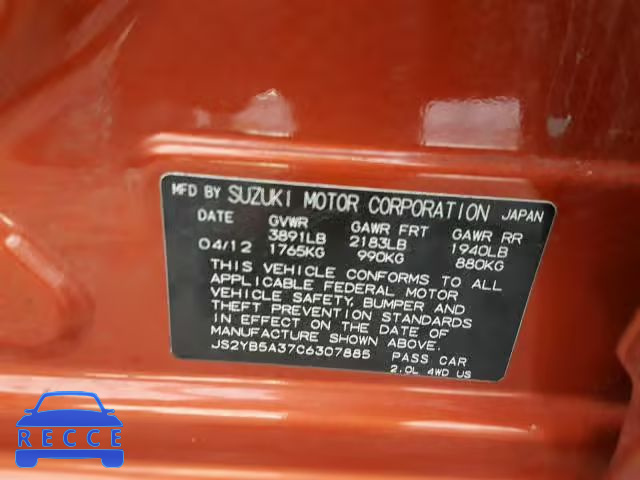 MFD BY SUZUKI MOTOR CORPORATION JAPAN
DATE GVWR GAWR FRT GAWR RR
3891LB 2183LB 1940LB
04/12 1765KG 990KG 880KG
THIS VEHICLE CONFORMS TO ALL
APPLICABLE FEDERAL MOTOR
VEHICLE SAFETY, BUMPER AND
THEFT PREVENTION STANDARDS
IN EFFECT ON THE DATE OF
MANUFACTURE SHOWN ABOVE.
JS2YB5A37C6307885 PASS CAR
2.0L 4WD US
RECCE